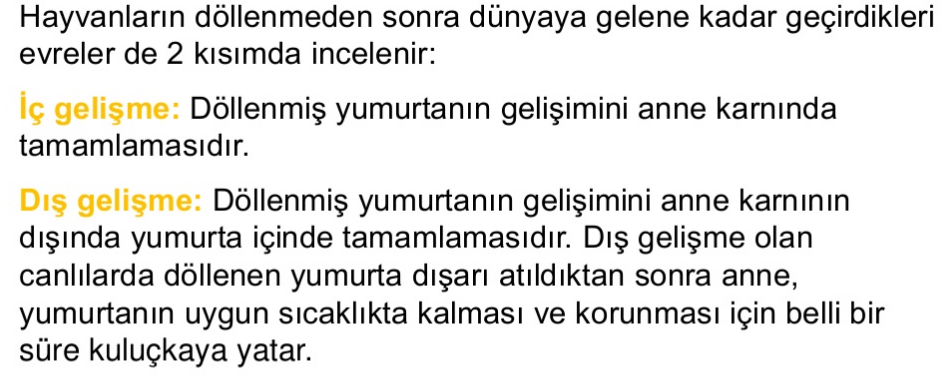 Hayvanların döllenmeden sonra dünyaya gelene kadar geçirdikleri
evreler de 2 kısımda incelenir:
İç gelişme: Döllenmiş yumurtanın gelişimini anne karnında
tamamlamasıdır.
Dış gelişme: Döllenmiş yumurtanın gelişimini anne karnının
dışında yumurta içinde tamamlamasıdır. Dış gelişme olan
canlılarda döllenen yumurta dışarı atıldıktan sonra anne,
yumurtanın uygun sıcaklıkta kalması ve korunması için belli bir
süre kuluçkaya yatar.